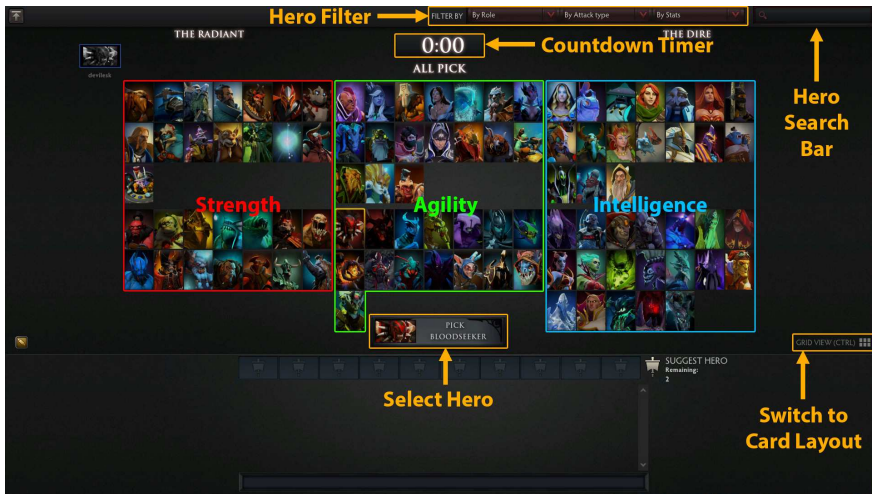 Hero Filter
FILTER BY
By Role
By Attack type
By Stats
THE RADIANT
0:00
Countdown Timer
THE DIRE
ALL PICK
devilesk
Hero
Search
Bar
Strength
Agility
Intelligence
PICK
BLOODSEEKER
GRID VIEW (CTRL)
SUGGEST HERO
Remaining:
2
Select Hero
Switch to
Card Layout